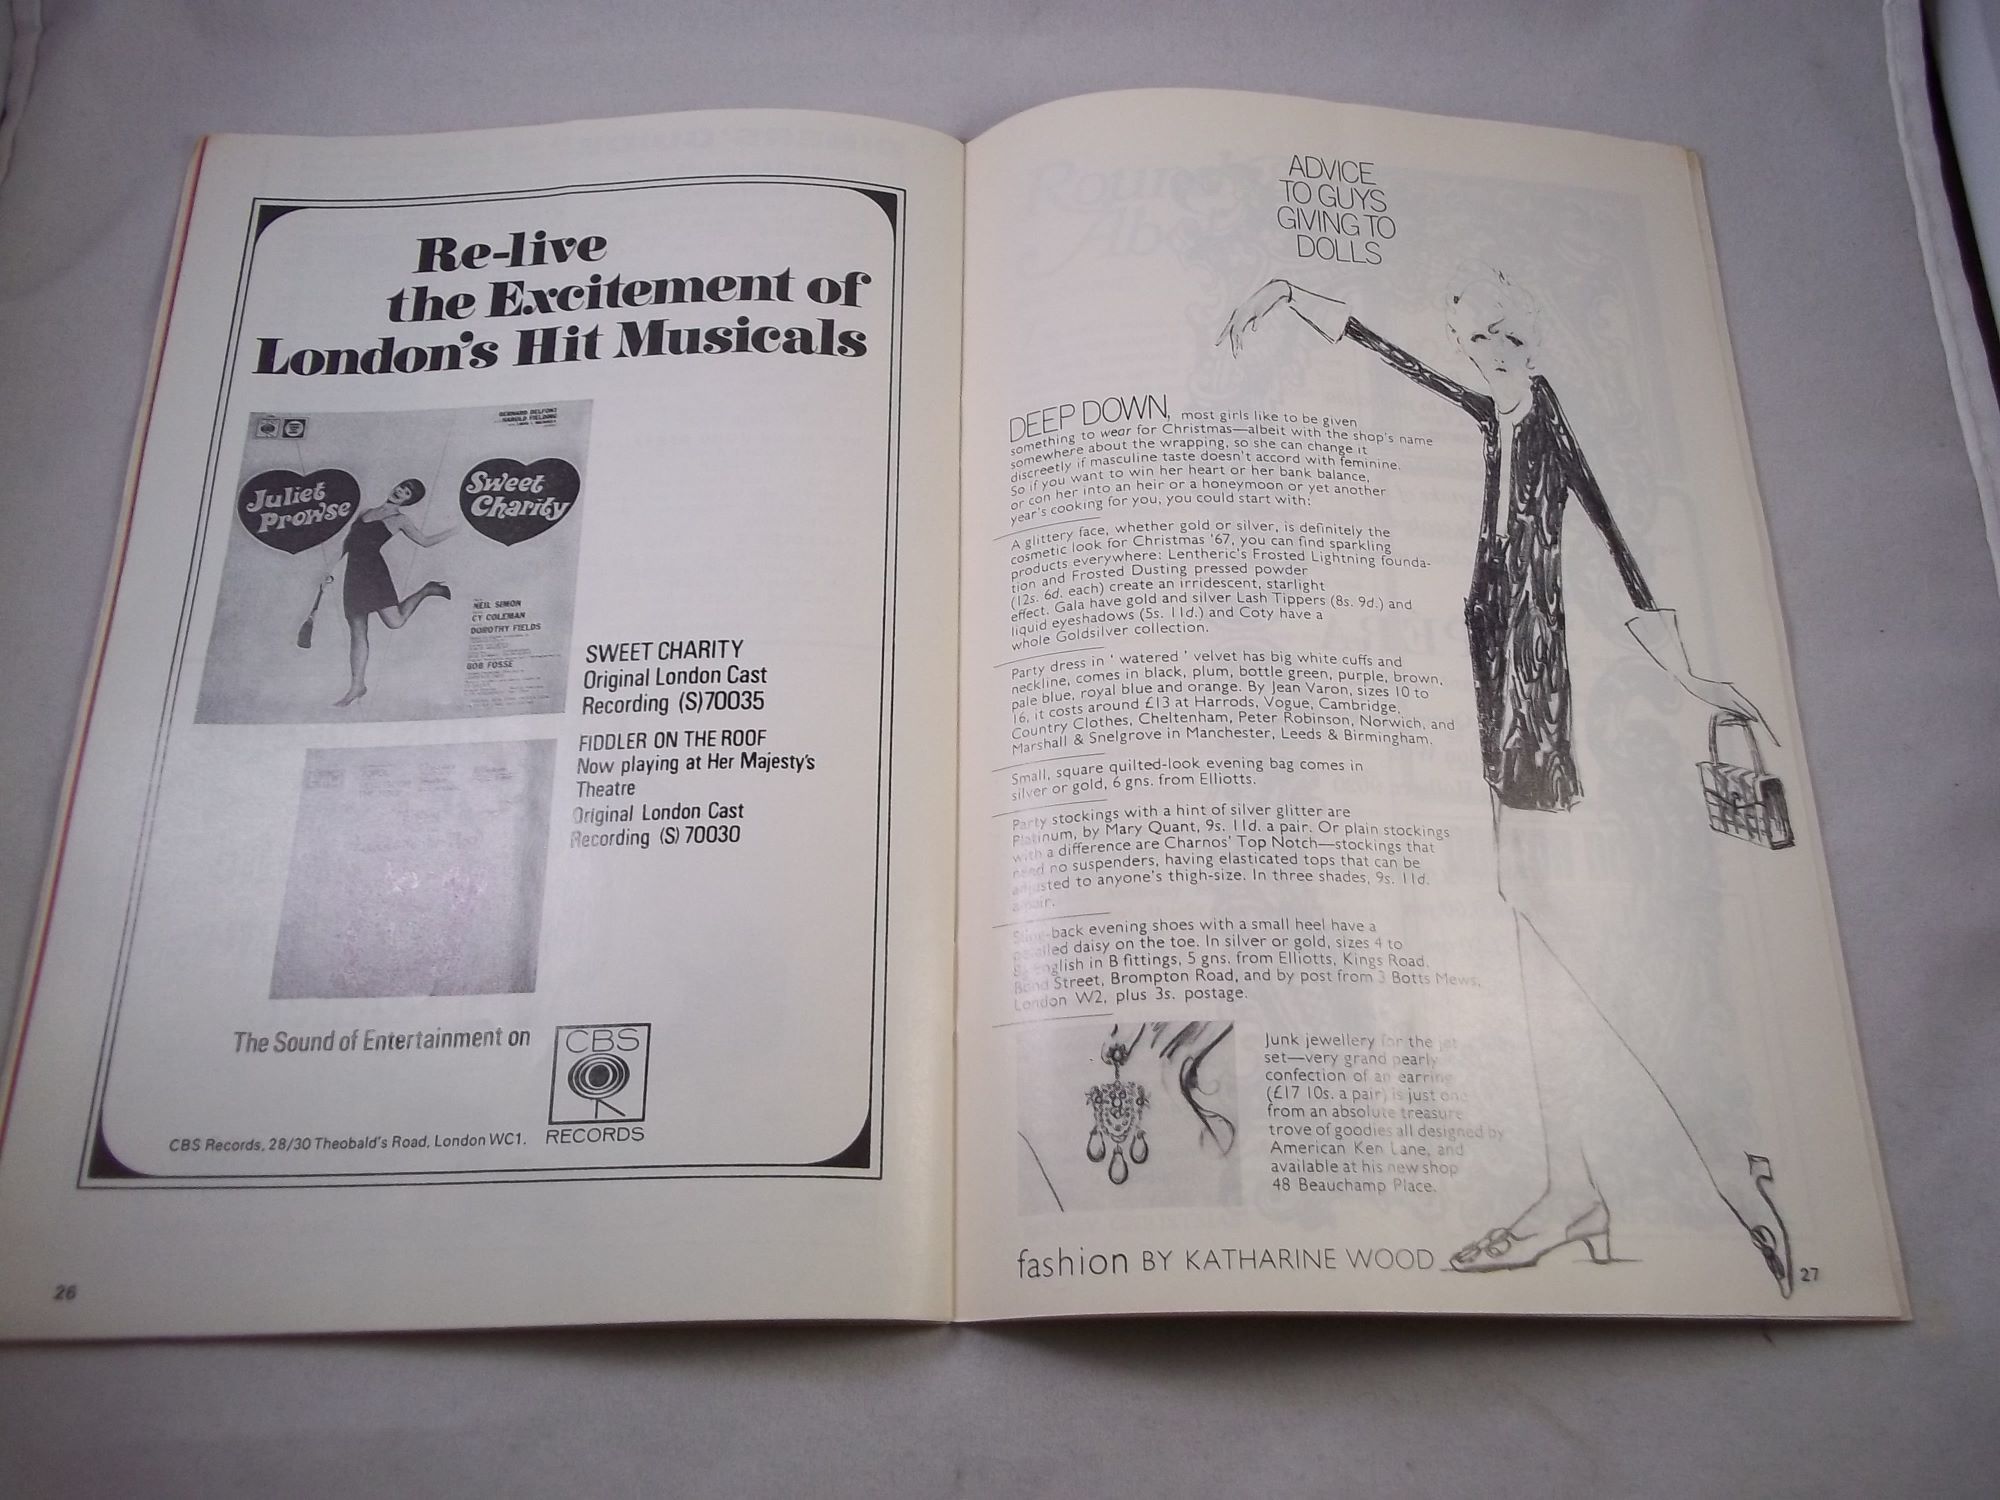 Re-live
the Excitement of
London's Hit Musicals
BERNARD DELFONT
HAROLD FIELDING
Juliet
Prowse
Sweet
Charity
NEIL SIMON
CY COLEMAN
DOROTHY FIELDS
BOB FOSSE
SWEET CHARITY
Original London Cast
Recording (S)70035
FIDDLER ON THE ROOF
Now playing at Her Majesty's
Theatre
Original London Cast
Recording (S) 70030
The Sound of Entertainment on
CBS
RECORDS
CBS Records, 28/30 Theobald's Road, London WC1.
26
ADVICE
TO GUYS
GIVING TO
DOLLS
DEEP DOWN, most girls like to be given
something to wear for Christmas—albeit with the shop's name
somewhere about the wrapping, so she can change it
discreetly if masculine taste doesn't accord with feminine.
So if you want to win her heart or her bank balance,
or con her into an heir or a honeymoon or yet another
year's cooking for you, you could start with:
A glittery face, whether gold or silver, is definitely the
cosmetic look for Christmas '67, you can find sparkling
products everywhere: Lentheric's Frosted Lightning founda-
tion and Frosted Dusting pressed powder
(12s. 6d. each) create an irridescent, starlight
effect. Gala have gold and silver Lash Tippers (8s. 9d.) and
liquid eyeshadows (5s. 11d.) and Coty have a
whole Goldsilver collection.
Party dress in ' watered ' velvet has big white cuffs and
neckline, comes in black, plum, bottle green, purple, brown,
pale blue, royal blue and orange. By Jean Varon, sizes 10 to
16, it costs around £13 at Harrods, Vogue, Cambridge,
Country Clothes, Cheltenham, Peter Robinson, Norwich, and
Marshall & Snelgrove in Manchester, Leeds & Birmingham.
Small, square quilted-look evening bag comes in
silver or gold, 6 gns. from Elliotts.
Party stockings with a hint of silver glitter are
Platinum, by Mary Quant, 9s. 11d. a pair. Or plain stockings
with a difference are Charnos' Top Notch—stockings that
need no suspenders, having elasticated tops that can be
adjusted to anyone's thigh-size. In three shades, 9s. 11d.
a pair.
Sling-back evening shoes with a small heel have a
petalled daisy on the toe. In silver or gold, sizes 4 to
English in B fittings, 5 gns. from Elliotts, Kings Road,
Bond Street, Brompton Road, and by post from 3 Botts Mews,
London W2, plus 3s. postage.
Junk jewellery for the jet
set—very grand pearly
confection of an earring
(£17 10s. a pair) is just one
from an absolute treasure
trove of goodies all designed by
American Ken Lane, and
available at his new shop
48 Beauchamp Place.
fashion BY KATHARINE WOOD
27